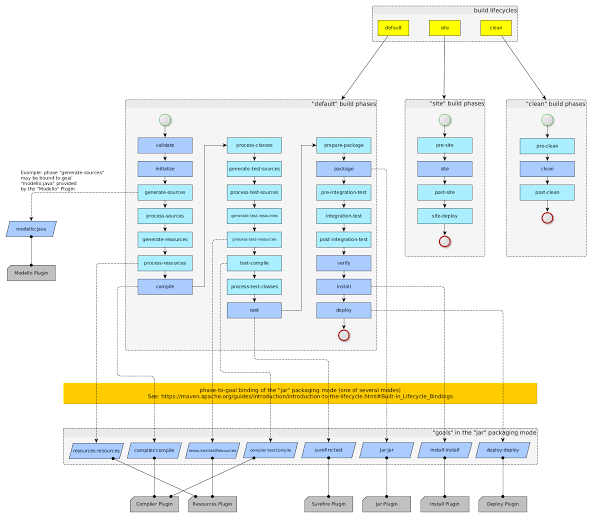 build lifecycles
default
site
clean
"default" build phases
validate
initialize
generate-sources
process-sources
generate-resources
process-resources
compile
process-classes
generate-test-sources
process-test-sources
generate-test-resources
process-test-resources
test-compile
process-test-classes
test
prepare-package
package
pre-integration-test
integration-test
post-integration-test
verify
install
deploy
"site" build phases
pre-site
site
post-site
site-deploy
"clean" build phases
pre-clean
clean
post-clean
Example: phase "generate-sources"
may be bound to goal
"modello:java" provided
by the "Modello" Plugin
modello:java
Modello Plugin
phase-to-goal binding of the "jar" packaging mode (one of several modes)
See: https://maven.apache.org/guides/introduction/introduction-to-the-lifecycle.html#Built-in_Lifecycle_Bindings
"goals" in the "jar" packaging mode
resources:resources
compiler:compile
resources:testResources
compiler:testCompile
surefire:test
jar:jar
install:install
deploy:deploy
Compiler Plugin
Resources Plugin
Surefire Plugin
Jar Plugin
Install Plugin
Deploy Plugin